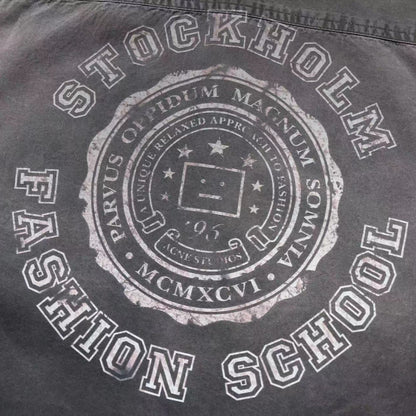 STOCKHOLM
FASHION SCHOOL
PARVUS OPPIDUM MAGNUM SOMNIA
• MCMXCVI •
UNIQUE RELAXED APPROACH TO FASHION
'96
ACNE STUDIOS